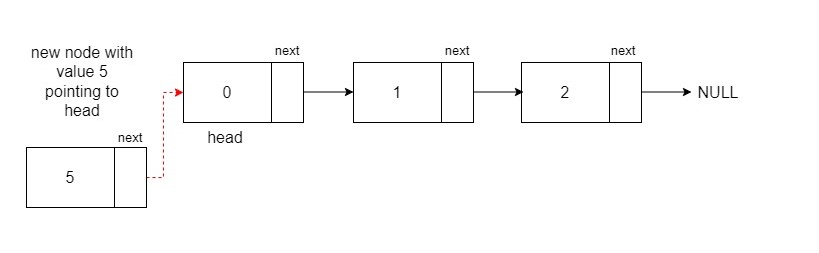 new node with
value 5
pointing to
head
next
next
next
0
1
2
NULL
head
next
5